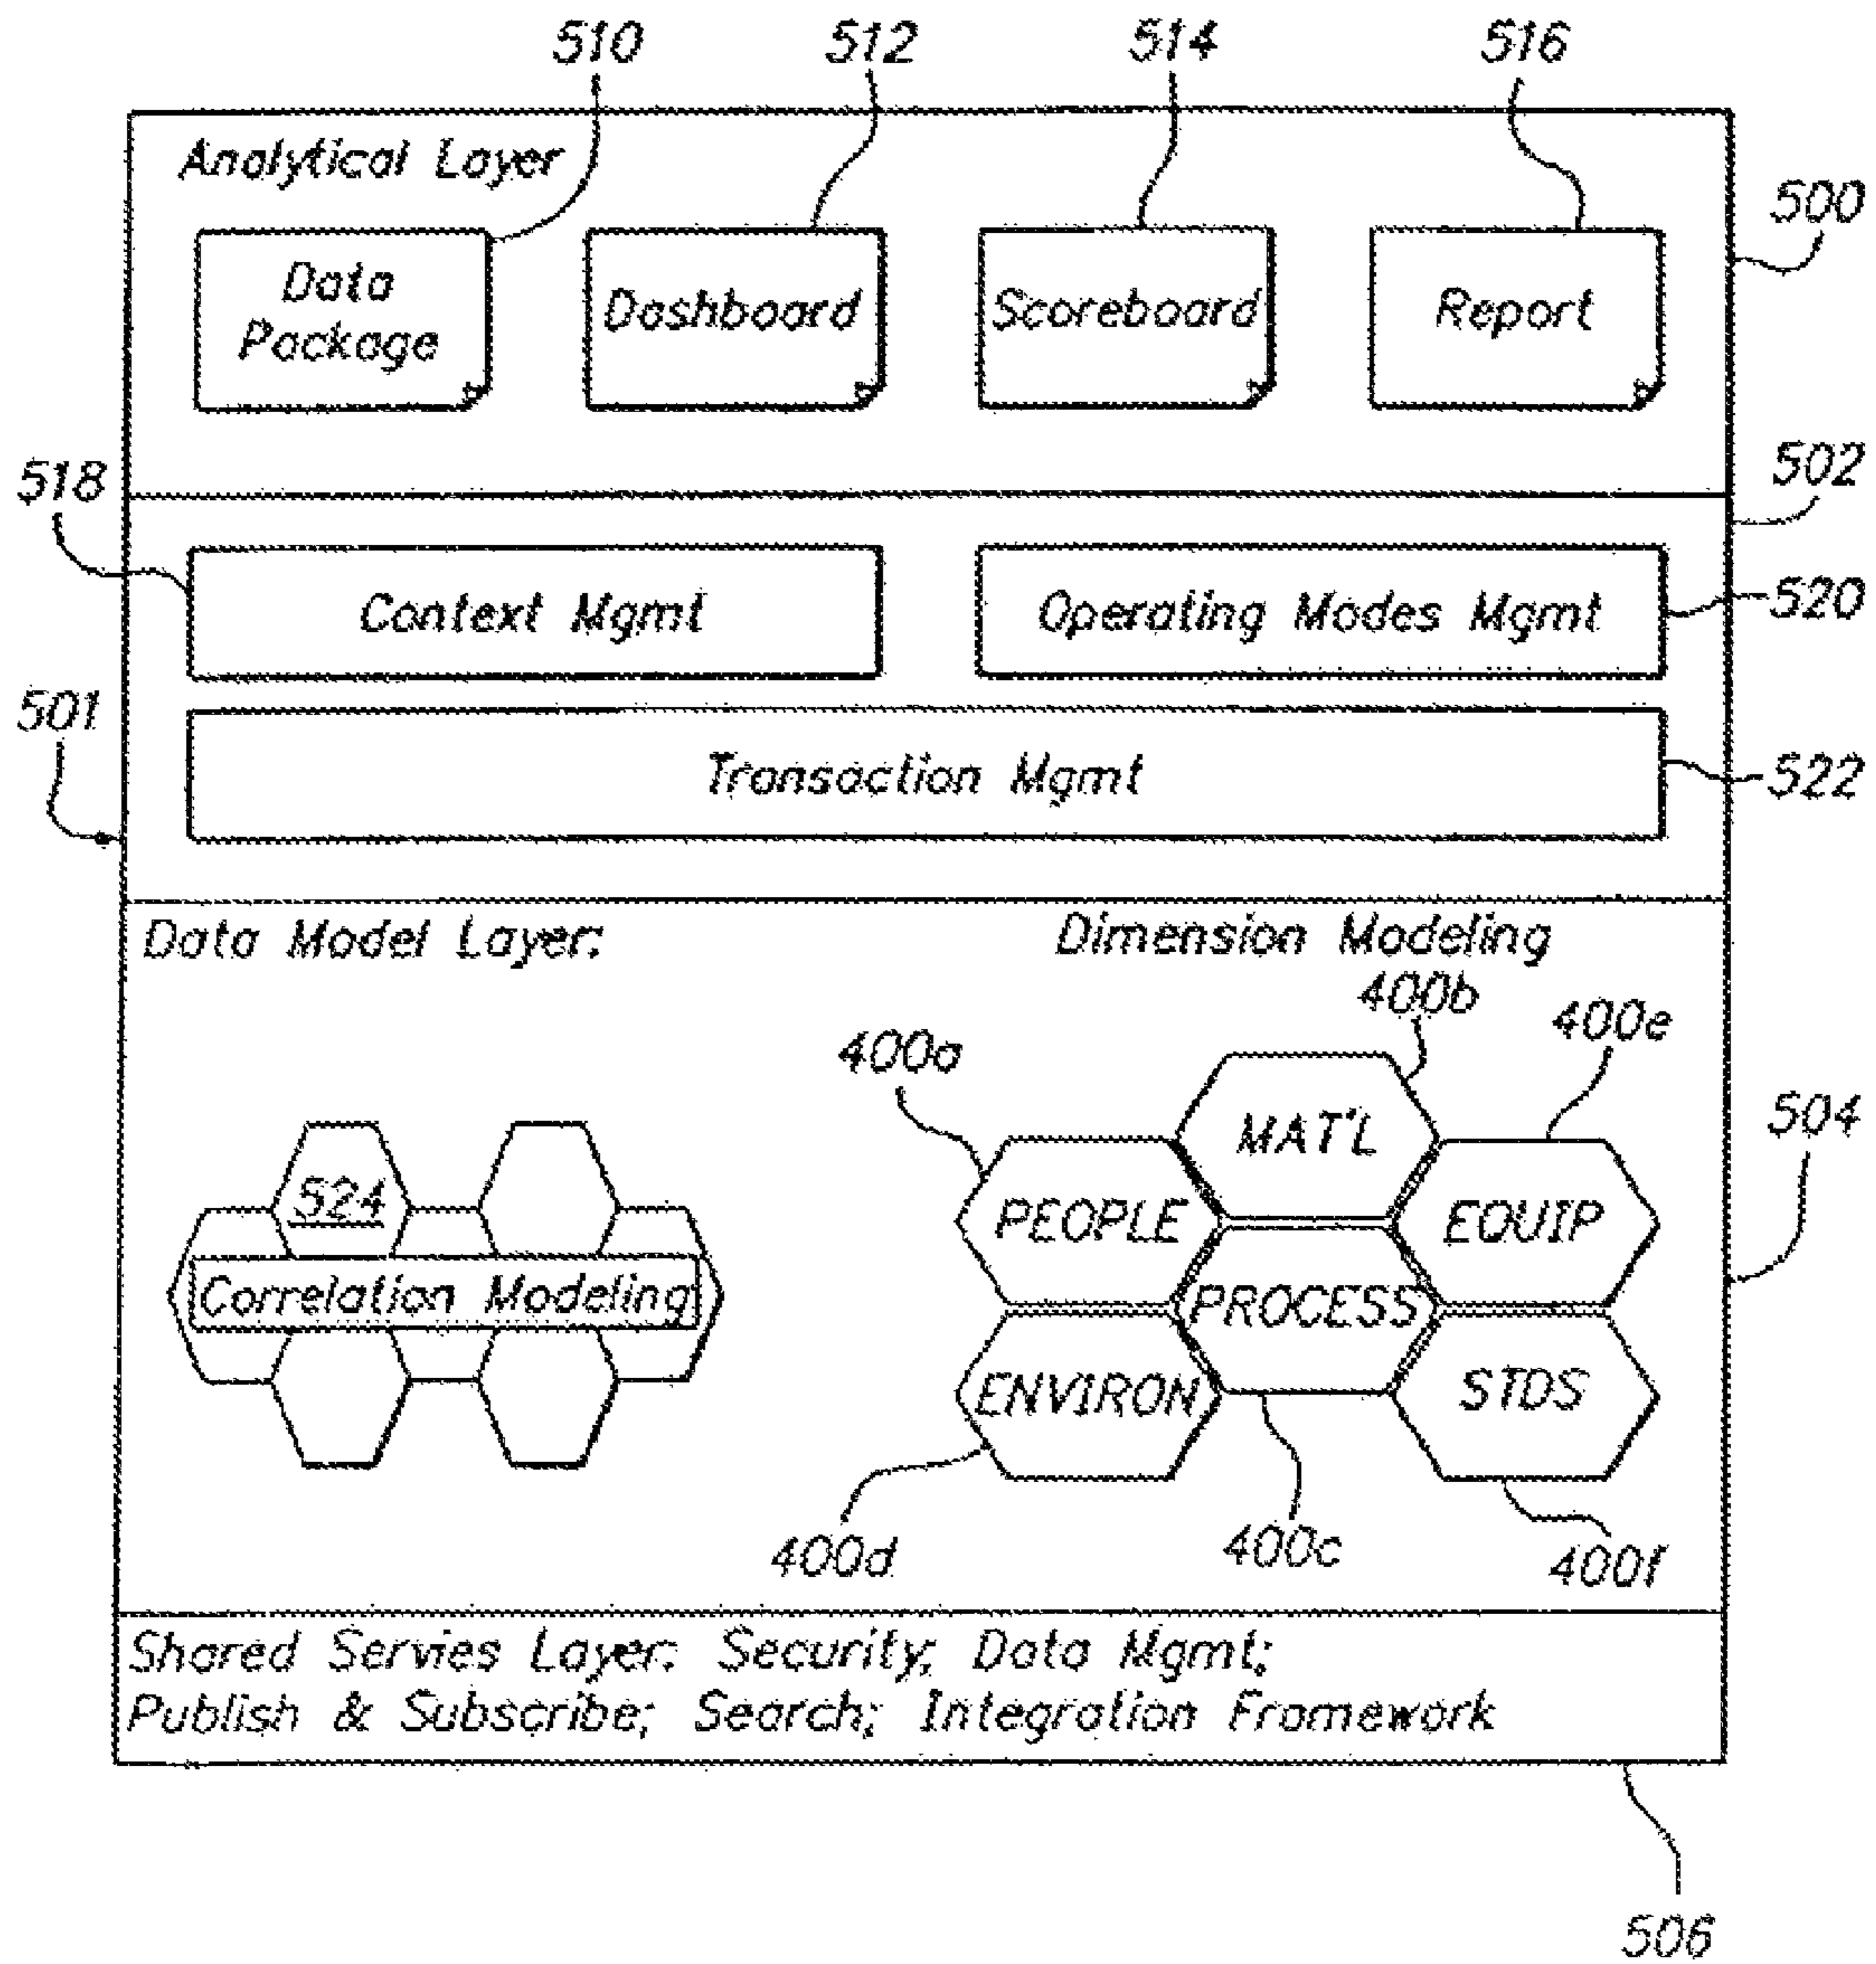 510
512
514
516
Analytical Layer
500
Data
Package
Dashboard
Scoreboard
Report
502
518
Context Mgmt
Operating Modes Mgmt
520
501
Transaction Mgmt
522
Data Model Layer:
Dimension Modeling
400b
400e
400a
504
MAT'L
524
PEOPLE
EQUIP
Correlation Modeling
PROCESS
ENVIRON
STDS
400d
400c
400f
Shared Servies Layer: Security; Data Mgmt;
Publish & Subscribe; Search; Integration Framework
506